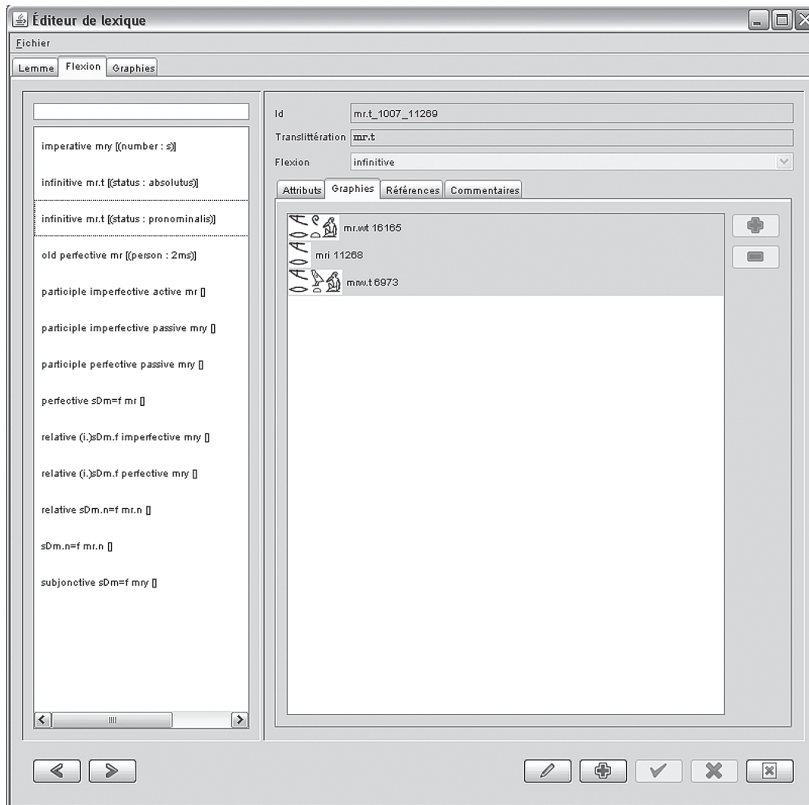 Éditeur de lexique
Fichier
Lemme Flexion Graphies
imperative mry [(number : s)]
infinitive mr.t [(status : absolutus)]
infinitive mr.t [(status : pronominalis)]
old perfective mr [(person : 2ms)]
participle imperfective active mr []
participle imperfective passive mry []
participle perfective passive mry []
perfective sDm=f mr []
relative (i.)sDm.f imperfective mry []
relative (i.)sDm.f perfective mry []
relative sDm.n=f mr.n []
sDm.n=f mr.n []
subjonctive sDm=f mry []
Id mr.t_1007_11269
Translittération mr.t
Flexion infinitive
Attributs Graphies Références Commentaires
mr.wt 16165
mri 11268
mrw.t 6973